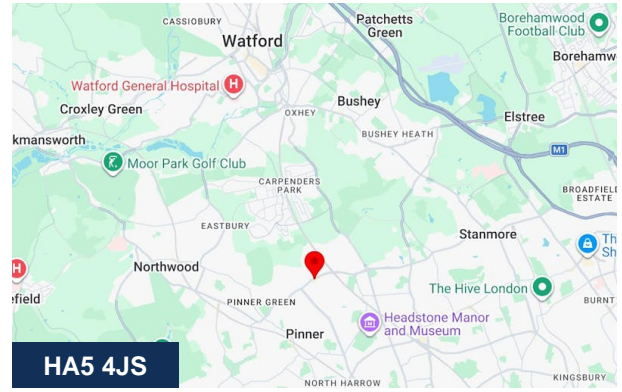 CASSIOBURY
Patchetts
Green
Borehamwood
Football Club
Watford
Borehamw
Watford General Hospital
H
Croxley Green
OXHEY
Bushey
Elstree
BUSHEY HEATH
kmansworth
M1
Moor Park Golf Club
CARPENDERS
PARK
BROADFIEL
ESTATE
EASTBURY
Stanmore
Th
Sh
Northwood
H
efield
The Hive London
PINNER GREEN
BURNT
Headstone Manor
and Museum
Pinner
HA5 4JS
NORTH HARROW
KINGSBURY